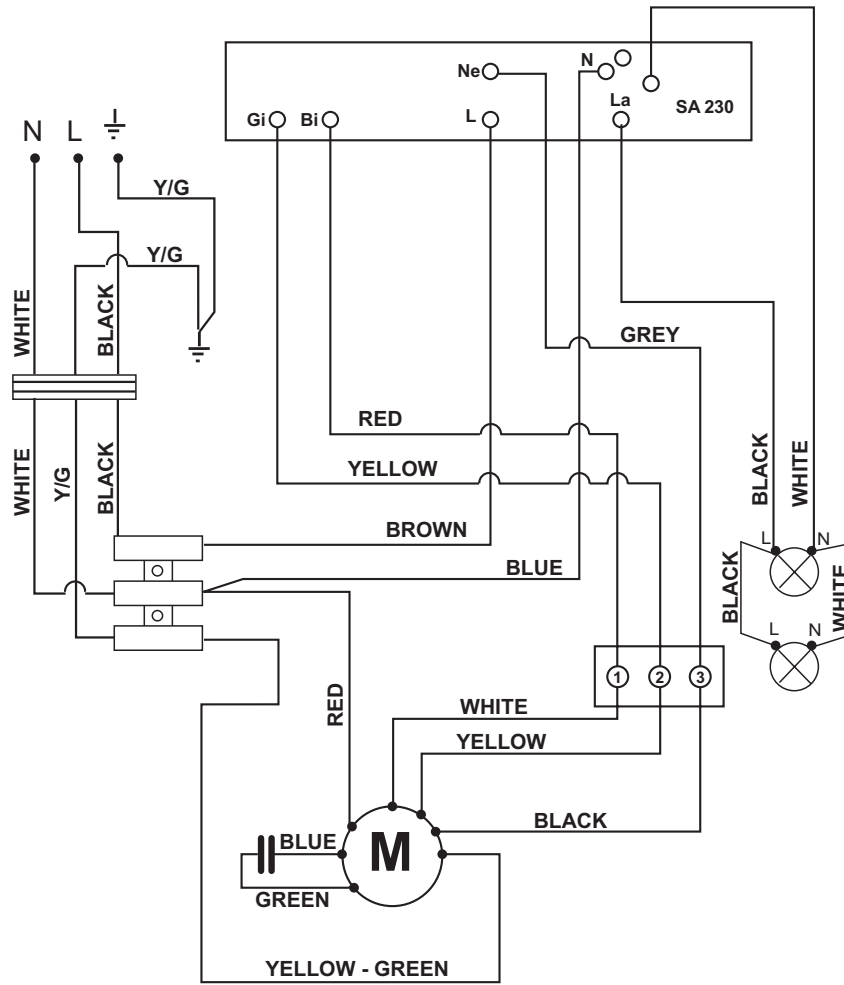 Ne
N
La
SA 230
Gi
Bi
L
N
L
Y/G
Y/G
WHITE
BLACK
GREY
RED
YELLOW
WHITE
Y/G
BLACK
BROWN
BLUE
BLACK
WHITE
L
N
BLACK
WHITE
L
N
1
2
3
RED
WHITE
YELLOW
BLACK
M
BLUE
GREEN
YELLOW - GREEN